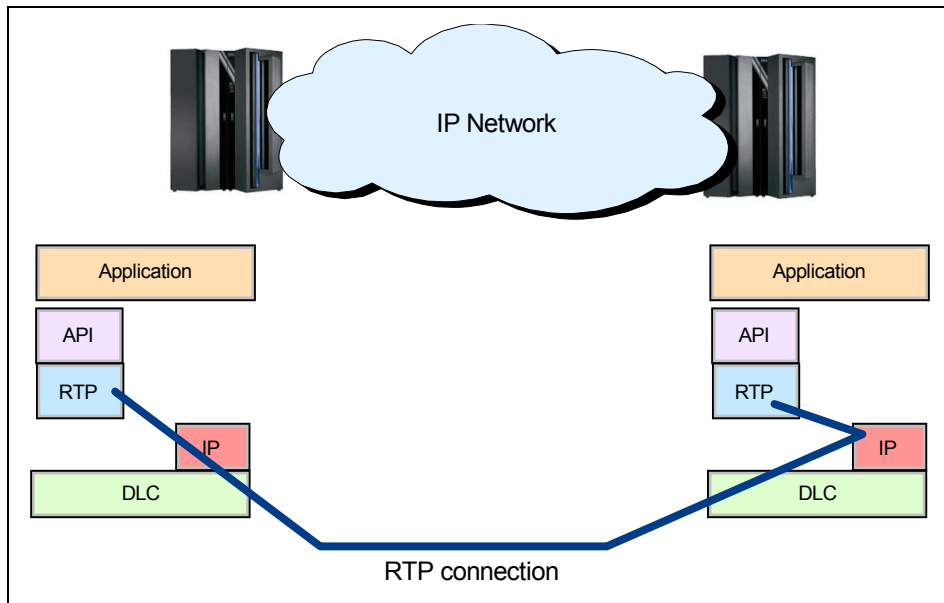 IP Network
Application
Application
API
API
RTP
RTP
IP
IP
DLC
DLC
RTP connection